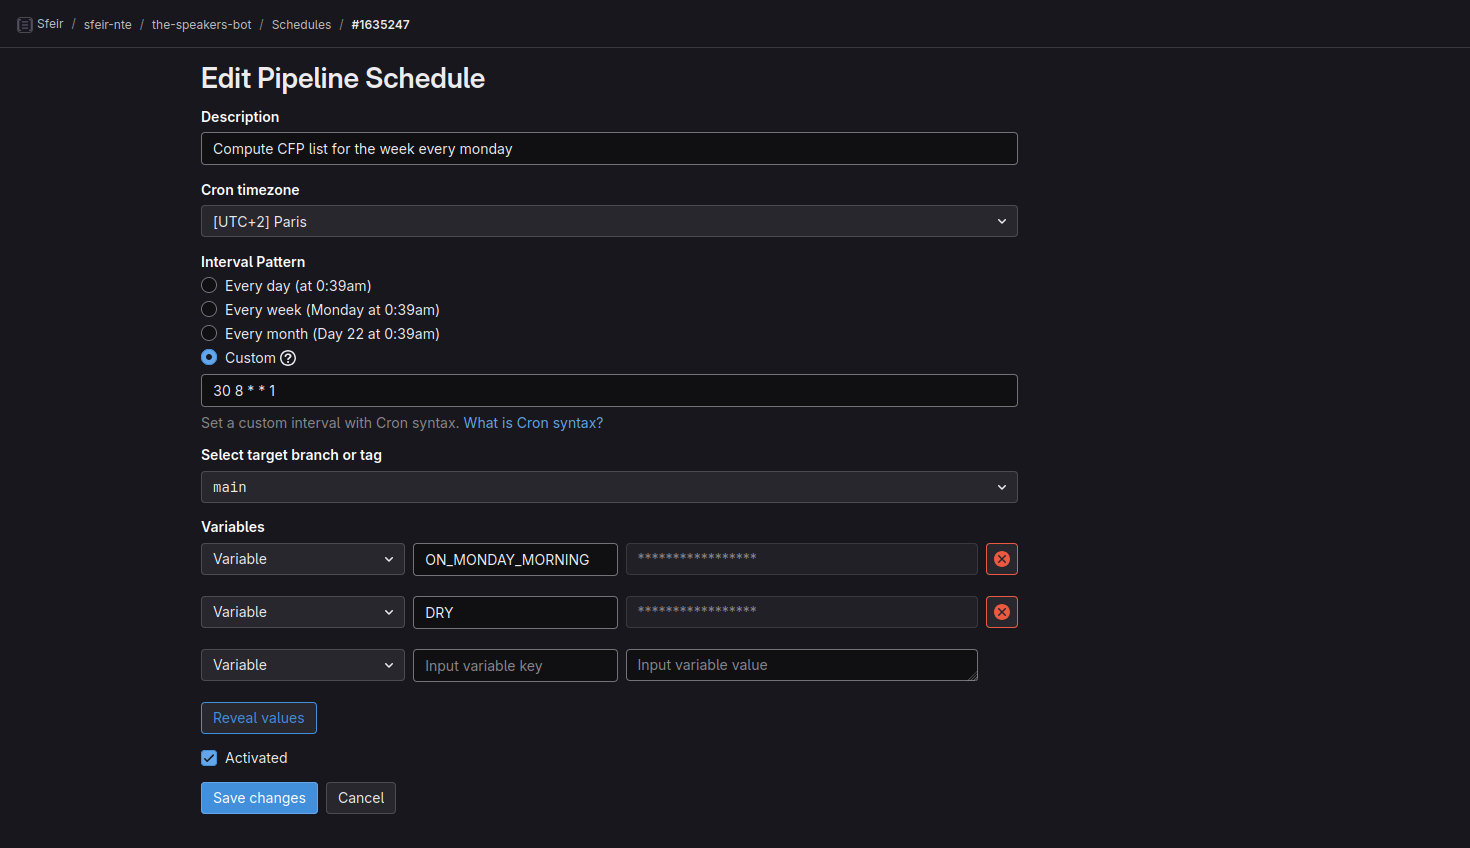 Sfeir / sfeir-nte / the-speakers-bot / Schedules / #1635247
Edit Pipeline Schedule
Description
Compute CFP list for the week every monday
Cron timezone
[UTC+2] Paris
Interval Pattern
Every day (at 0:39am)
Every week (Monday at 0:39am)
Every month (Day 22 at 0:39am)
Custom ?
30 8 * * 1
Set a custom interval with Cron syntax. What is Cron syntax?
Select target branch or tag
main
Variables
Variable ON_MONDAY_MORNING *****************
Variable DRY *****************
Variable Input variable key Input variable value
Reveal values
Activated
Save changes Cancel